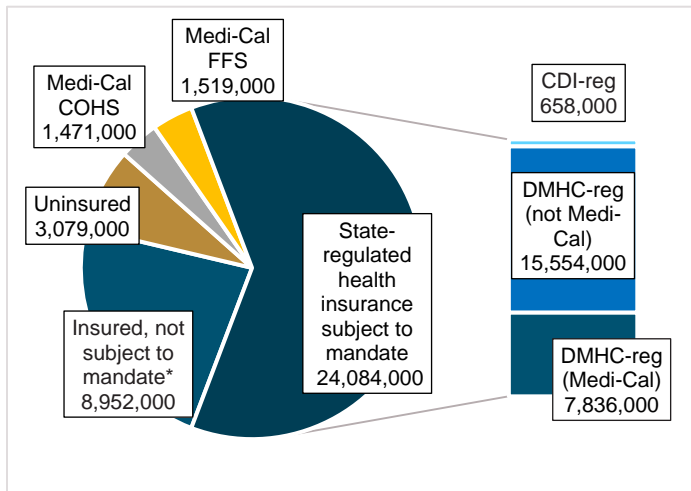 Medi-Cal
FFS
1,519,000
Medi-Cal
COHS
1,471,000
Uninsured
3,079,000
Insured, not
subject to
mandate*
8,952,000
State-
regulated
health
insurance
subject to
mandate
24,084,000
CDI-reg
658,000
DMHC-reg
(not Medi-
Cal)
15,554,000
DMHC-reg
(Medi-Cal)
7,836,000